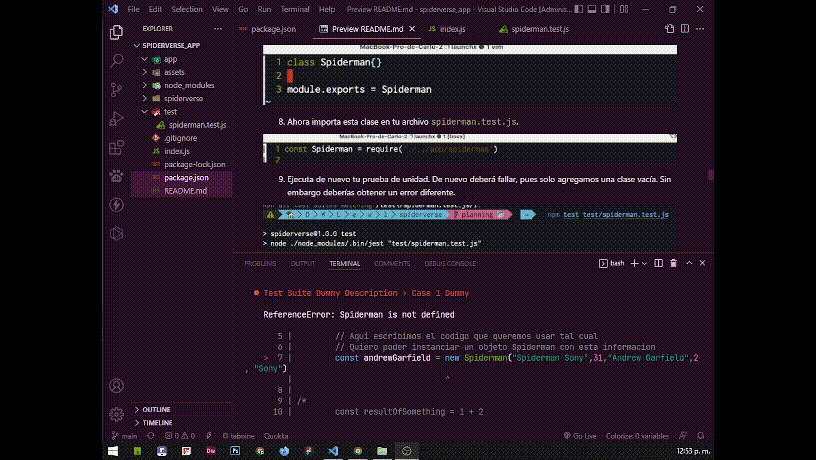 File Edit Selection View Go Run Terminal Help Preview README.md - spiderverse_app - Visual Studio Code [Adminis...
EXPLORER
package.json Preview README.md index.js spiderman.test.js
SPIDERVERSE_APP
app
assets
node_modules
spiderverse
test
spiderman.test.js
.gitignore
index.js
package-lock.json
package.json
README.md
OUTLINE
TIMELINE
MacBook-Pro-de-Carlo-2 launchx 1 vim
1 class Spiderman{}
2
3 module.exports = Spiderman
8. Ahora importa esta clase en tu archivo spiderman.test.js.
MacBook-Pro-de-Carlo-2 launchx 1 [tmux]
1 const Spiderman = require('./../app/spiderman')
2
9. Ejecuta de nuevo tu prueba de unidad. De nuevo deberá fallar, pues solo agregamos una clase vacía. Sin
embargo deberías obtener un error diferente.
spiderverse planning npm test test/spiderman.test.js
> spiderverse@1.0.0 test
> node ./node_modules/.bin/jest "test/spiderman.test.js"
PROBLEMS OUTPUT TERMINAL COMMENTS DEBUG CONSOLE bash
● Test Suite Dummy Description › Case 1 Dummy
ReferenceError: Spiderman is not defined
5 | // Aqui escribimos el codigo que queremos usar tal cual
6 | // Quiero poder instanciar un objeto Spiderman con esta informacion
> 7 | const andrewGarfield = new Spiderman("Spiderman Sony",31,"Andrew Garfield",2
, "Sony")
| ^
8 |
9 | /*
10 | const resultOfSomething = 1 + 2
main 0 0 tabnine Quokka Go Live Colorize: 0 variables
12:53 p. m.